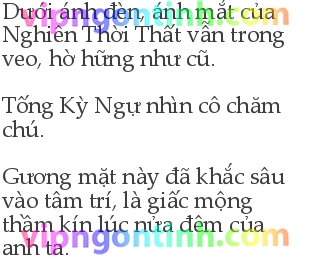 Dưới ánh đèn, ánh mắt của
Nghiên Thời Thất vẫn trong
veo, hờ hững như cũ.
Tống Kỳ Ngự nhìn cô chăm
chú.
Gương mặt này đã khắc sâu
vào tâm trí, là giấc mộng
thầm kín lúc nửa đêm của
anh ta.
vipngontinh.com
vipngontinh.com